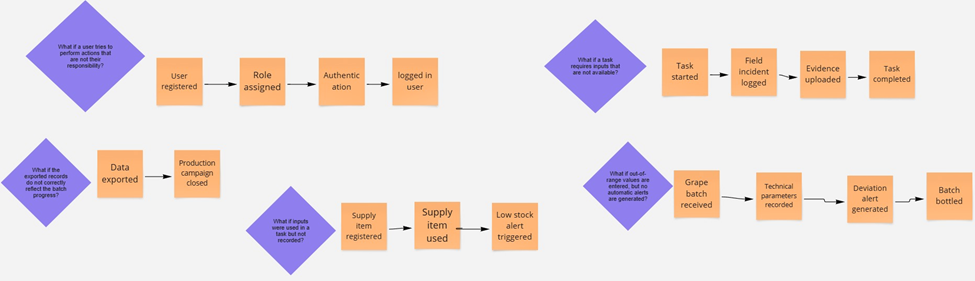 What if a user tries to
perform actions that
are not their
responsibility?
User
registered
Role
assigned
Authentic
ation
logged in
user
What if a task
requires inputs that
are not available?
Task
started
Field
incident
logged
Evidence
uploaded
Task
completed
What if the
exported records
do not correctly
reflect the batch
progress?
Data
exported
Production
campaign
closed
What if inputs
were used in a
task but not
recorded?
Supply
item
registered
Supply
item
used
Low stock
alert
triggered
What if out-of-
range values are
entered, but no
automatic alerts
are generated?
Grape
batch
received
Technical
parameters
recorded
Deviation
alert
generated
Batch
bottled